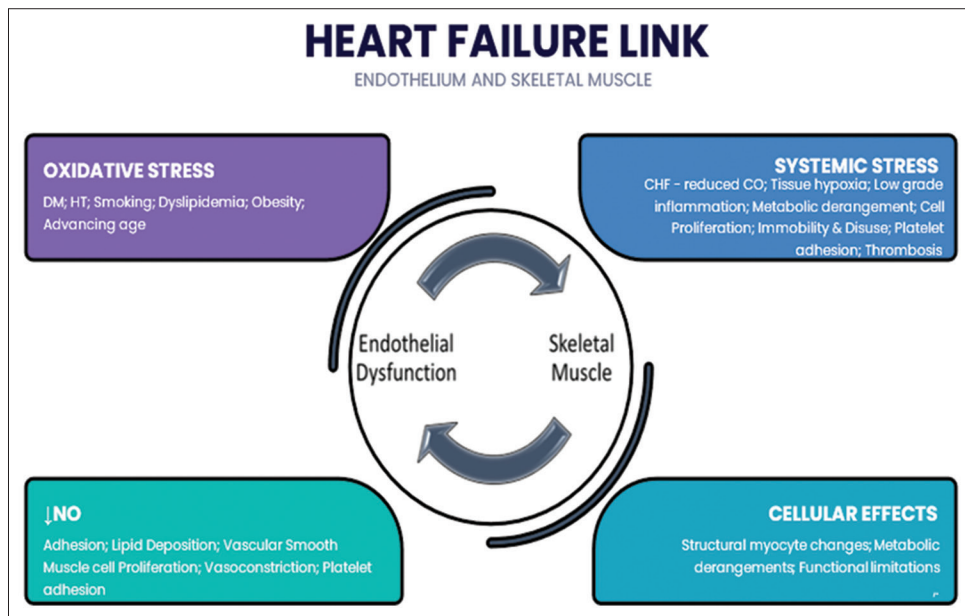 HEART FAILURE LINK
ENDOTHELIUM AND SKELETAL MUSCLE
OXIDATIVE STRESS
DM; HT; Smoking; Dyslipidemia; Obesity;
Advancing age
SYSTEMIC STRESS
CHF - reduced CO; Tissue hypoxia; Low grade
inflammation; Metabolic derangement; Cell
Proliferation; Immobility & Disuse; Platelet
adhesion; Thrombosis
Endothelial
Dysfunction
Skeletal
Muscle
↓NO
Adhesion; Lipid Deposition; Vascular Smooth
Muscle cell Proliferation; Vasoconstriction; Platelet
adhesion
CELLULAR EFFECTS
Structural myocyte changes; Metabolic
derangements; Functional limitations